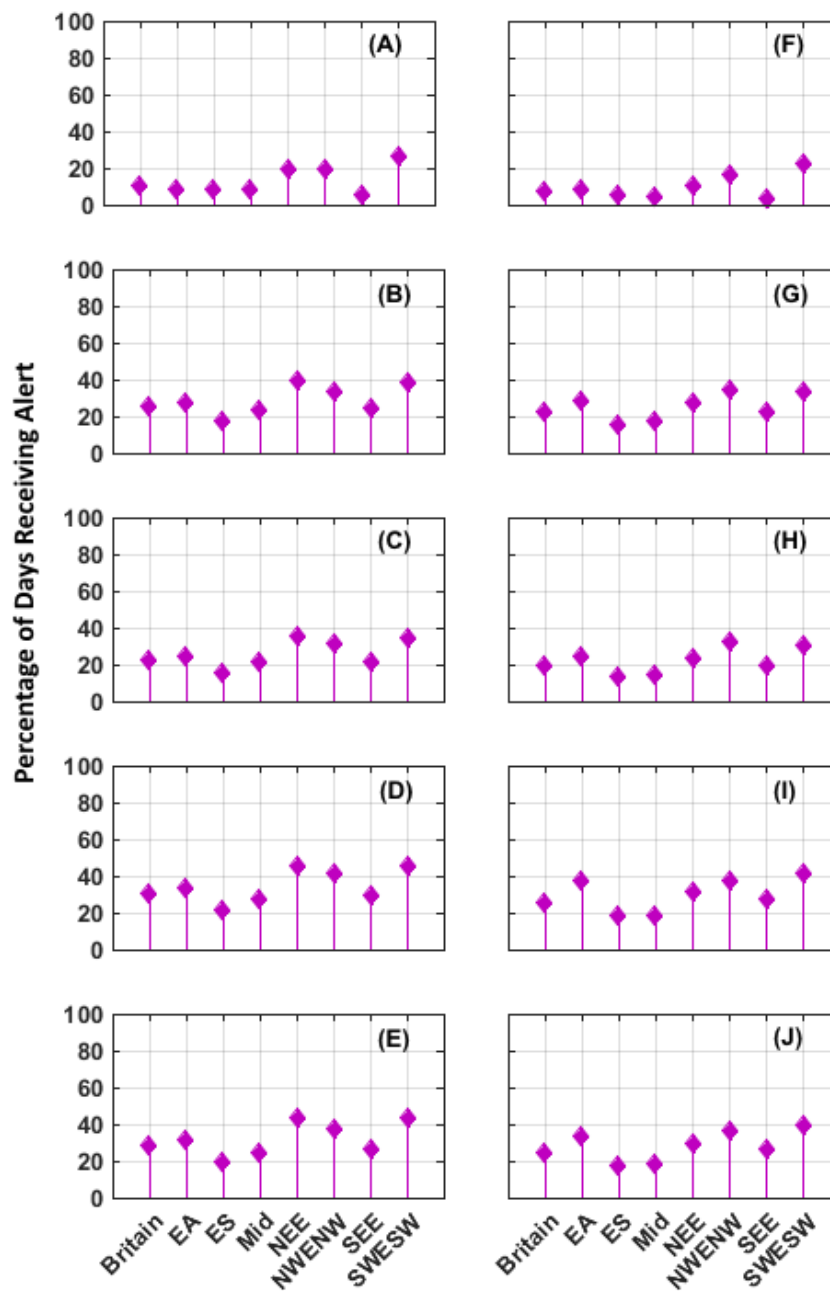 Percentage of Days Receiving Alert
100
80
60
40
20
0
(A)
(F)
100
80
60
40
20
0
(B)
(G)
100
80
60
40
20
0
(C)
(H)
100
80
60
40
20
0
(D)
(I)
100
80
60
40
20
0
(E)
(J)
Britain
EA
ES
Mid
NEE
NWENW
SEE
SWESW
Britain
EA
ES
Mid
NEE
NWENW
SEE
SWESW